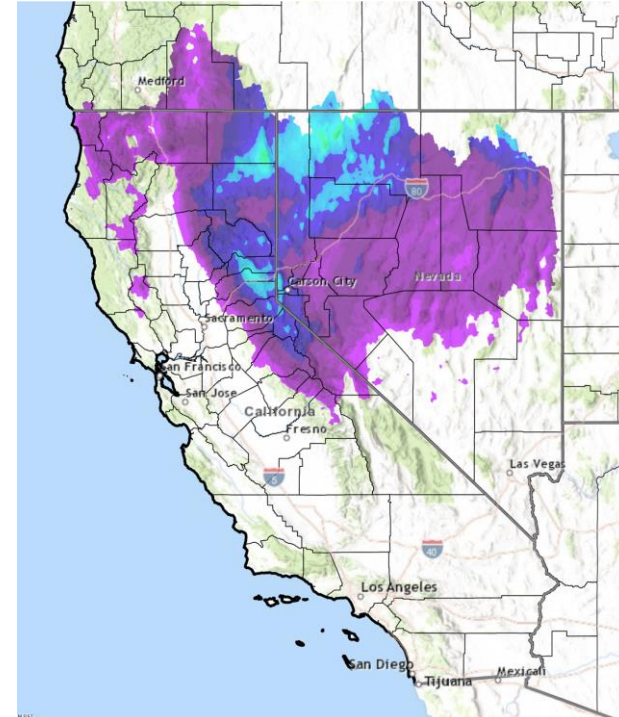 Medford
80
Nevada
Carson City
Sacramento
San Francisco
San Jose
California
Fresno
Las Vegas
5
40
Los Angeles
San Diego
Tijuana
Mexicali